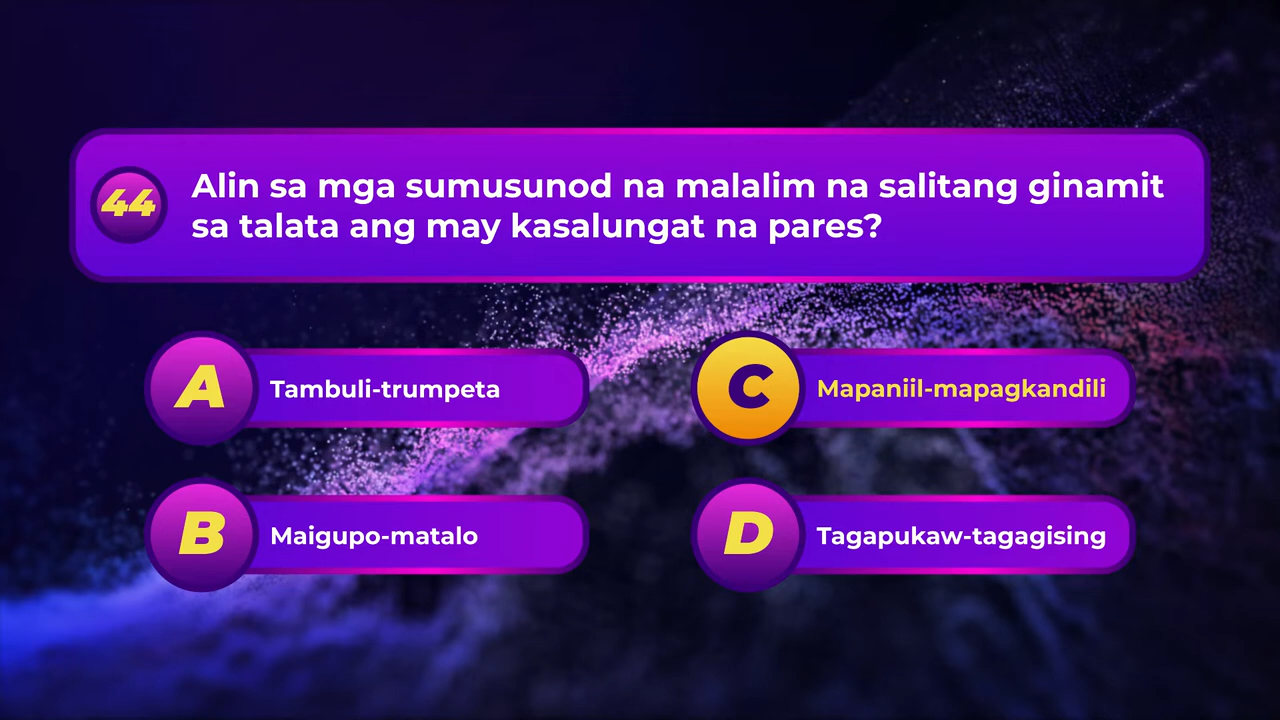 44
Alin sa mga sumusunod na malalim na salitang ginamit
sa talata ang may kasalungat na pares?
A
Tambuli-trumpeta
B
Maigupo-matalo
C
Mapaniil-mapagkandili
D
Tagapukaw-tagagising